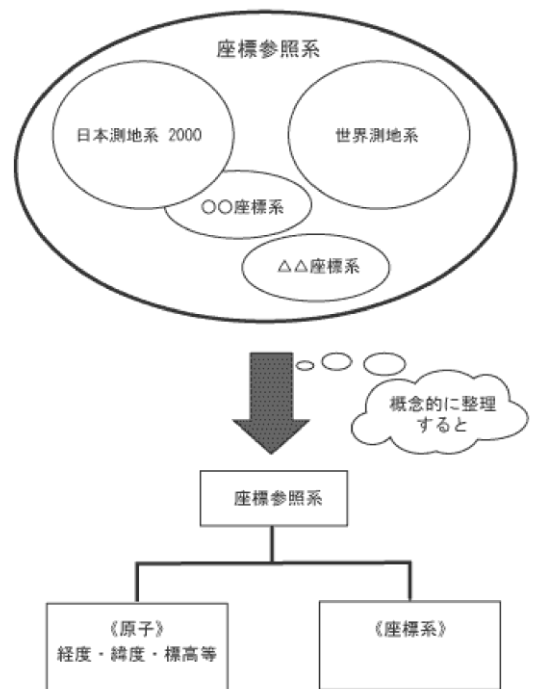 座標参照系
日本測地系 2000
世界測地系
〇〇座標系
△△座標系
概念的に整理
すると
座標参照系
《原子》
経度・緯度・標高等
《座標系》